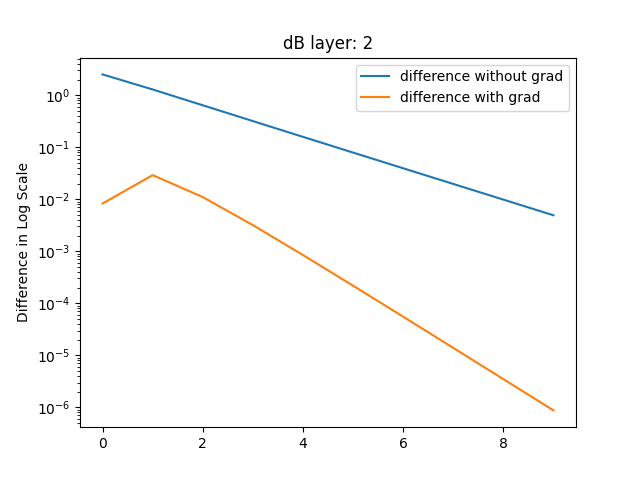 dB layer: 2
difference without grad
difference with grad
Difference in Log Scale
10⁰
10⁻¹
10⁻²
10⁻³
10⁻⁴
10⁻⁵
10⁻⁶
0 2 4 6 8